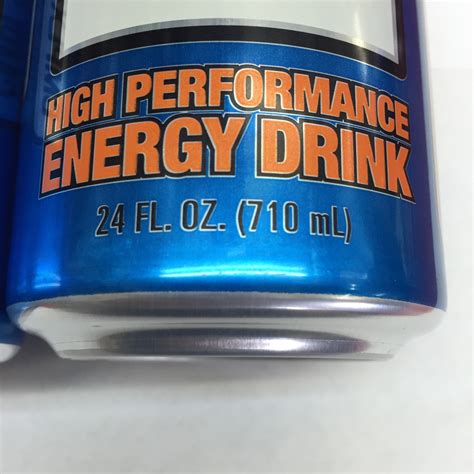 HIGH PERFORMANCE
ENERGY DRINK
24 FL. OZ. (710 mL)